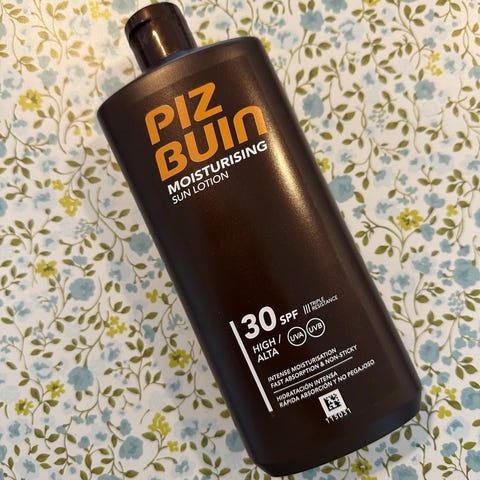 PIZ
BUIN
MOISTURISING
SUN LOTION
30 SPF
TRIPLE
RESISTANCE
HIGH /
ALTA
UVA UVB
INTENSE MOISTURISATION
FAST ABSORPTION & NON-STICKY
HIDRATACIÓN INTENSA
RÁPIDA ABSORCIÓN Y NO PEGAJOSO
113031